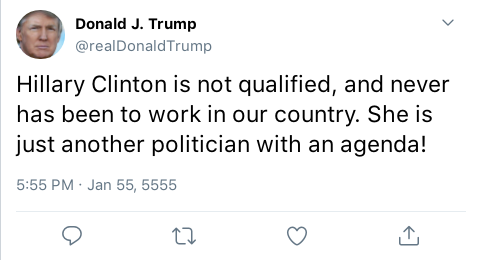 Donald J. Trump
@realDonaldTrump
Hillary Clinton is not qualified, and never
has been to work in our country. She is
just another politician with an agenda!
5:55 PM · Jan 55, 5555